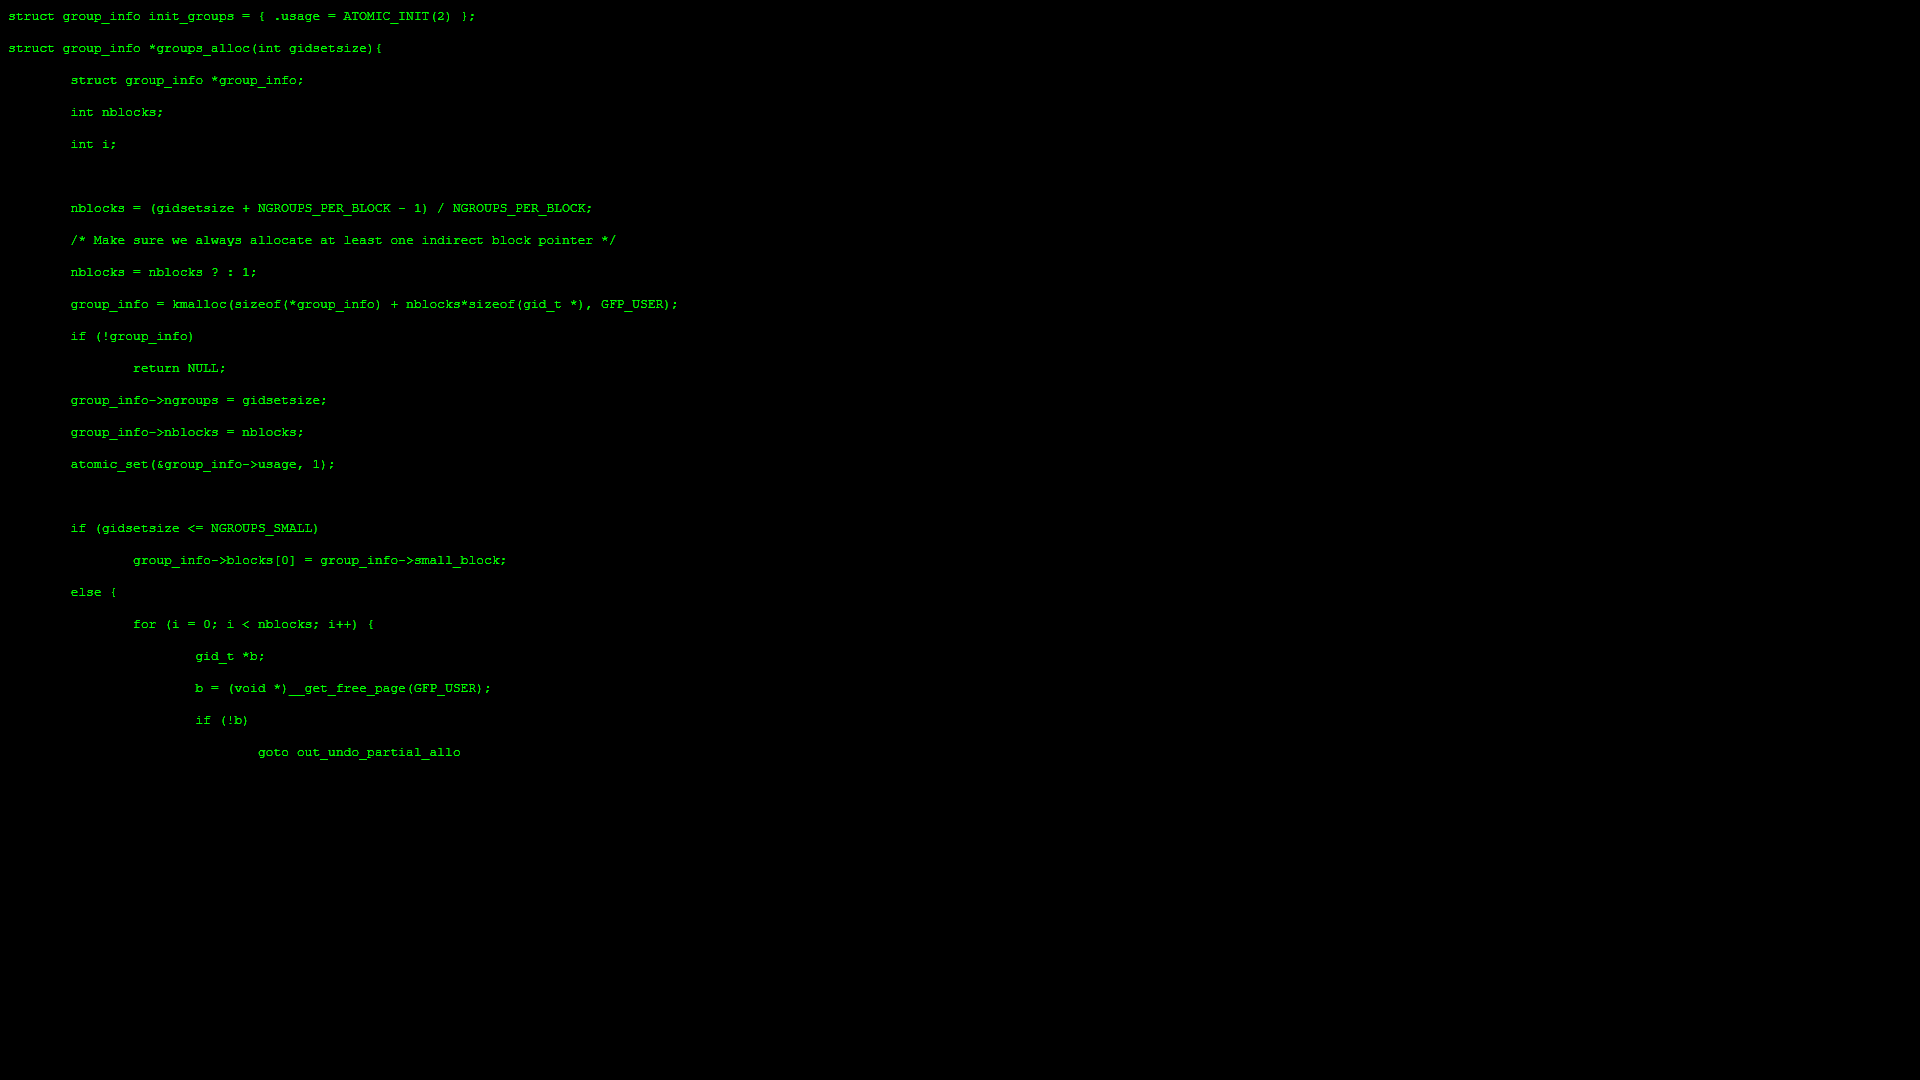 struct group_info init_groups = { .usage = ATOMIC_INIT(2) };
struct group_info *groups_alloc(int gidsetsize){
        struct group_info *group_info;
        int nblocks;
        int i;

        nblocks = (gidsetsize + NGROUPS_PER_BLOCK - 1) / NGROUPS_PER_BLOCK;
        /* Make sure we always allocate at least one indirect block pointer */
        nblocks = nblocks ? : 1;
        group_info = kmalloc(sizeof(*group_info) + nblocks*sizeof(gid_t *), GFP_USER);
        if (!group_info)
                return NULL;
        group_info->ngroups = gidsetsize;
        group_info->nblocks = nblocks;
        atomic_set(&group_info->usage, 1);

        if (gidsetsize <= NGROUPS_SMALL)
                group_info->blocks[0] = group_info->small_block;
        else {
                for (i = 0; i < nblocks; i++) {
                        gid_t *b;
                        b = (void *)__get_free_page(GFP_USER);
                        if (!b)
                                goto out_undo_partial_allo